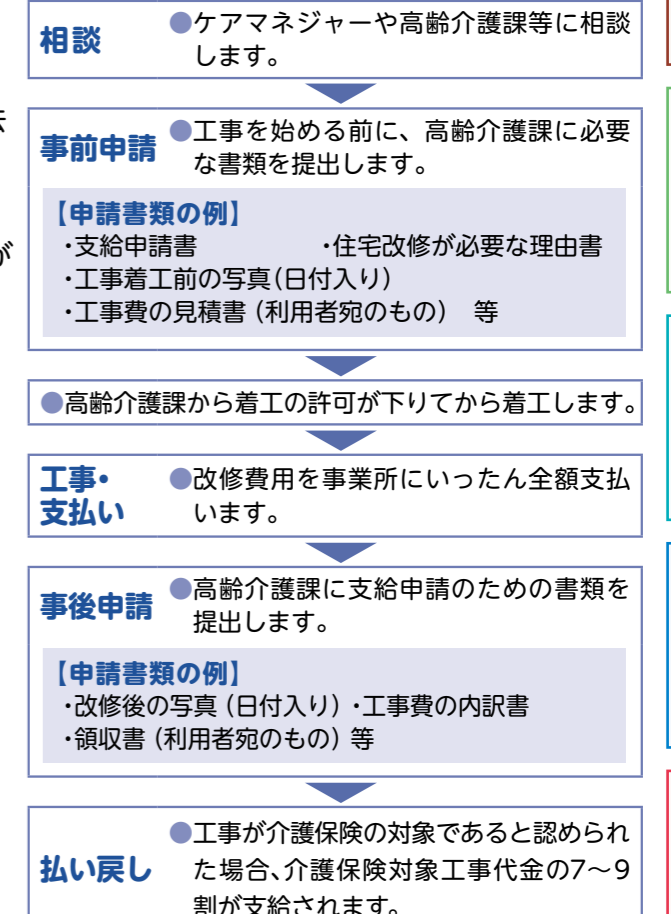 相談
●ケアマネジャーや高齢介護課等に相談
します。
事前申請
●工事を始める前に、高齢介護課に必要
な書類を提出します。
【申請書類の例】
・支給申請書　・住宅改修が必要な理由書
・工事着工前の写真（日付入り）
・工事費の見積書（利用者宛のもの）　等
●高齢介護課から着工の許可が下りてから着工します。
工事・
支払い
●改修費用を事業所にいったん全額支払
います。
事後申請
●高齢介護課に支給申請のための書類を
提出します。
【申請書類の例】
・改修後の写真（日付入り）・工事費の内訳書
・領収書（利用者宛のもの）等
払い戻し
●工事が介護保険の対象であると認められ
た場合、介護保険対象工事代金の7～9
割が支給されます。
が